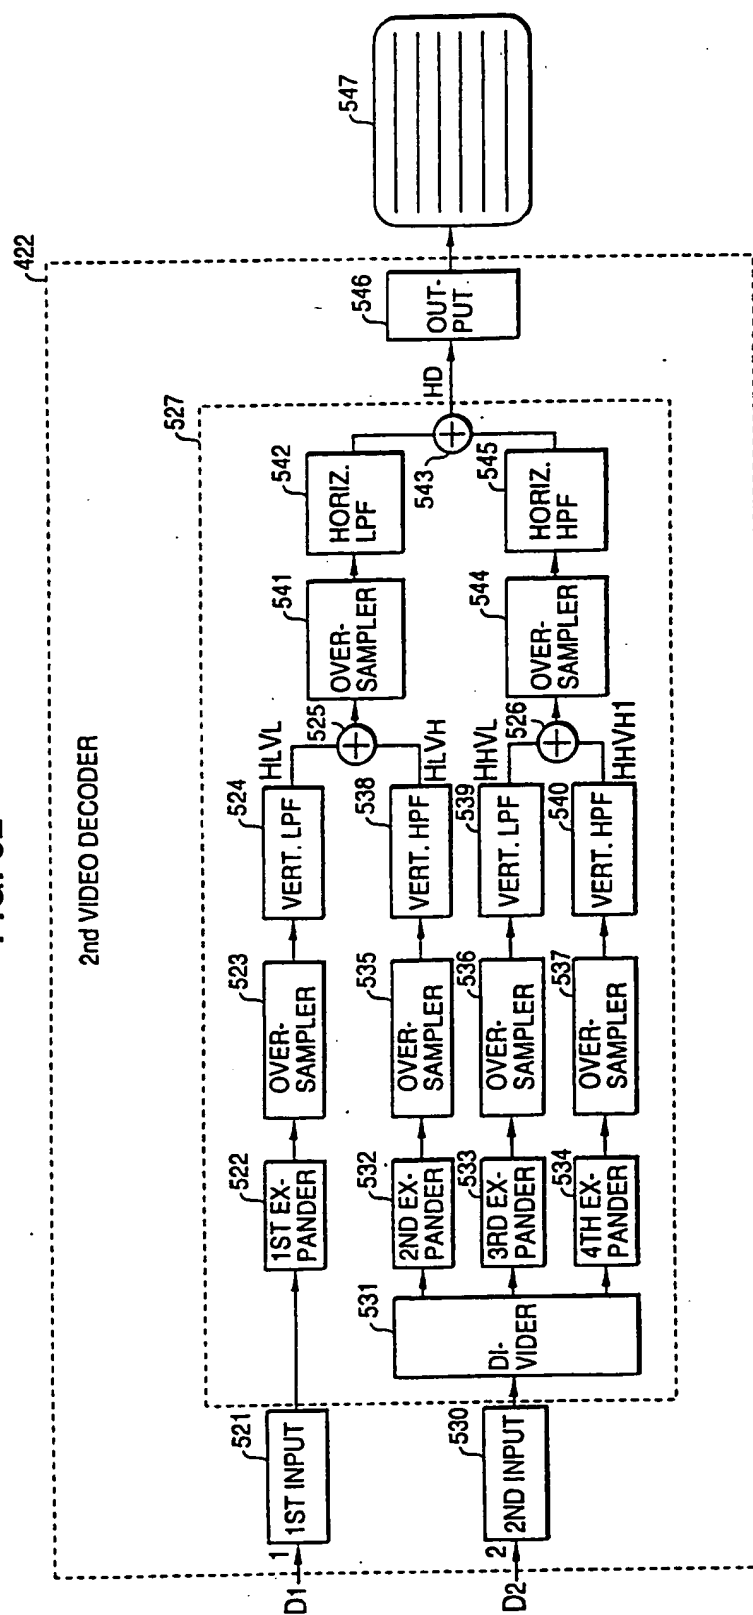 2nd VIDEO DECODER
422
527
D1
1
521
1ST INPUT
522
1ST EX-
PANDER
523
OVER-
SAMPLER
524
VERT. LPF
HLVL
525
541
OVER-
SAMPLER
542
HORIZ.
LPF
D2
2
530
2ND INPUT
531
DI-
VIDER
532
2ND EX-
PANDER
535
OVER-
SAMPLER
538
VERT. HPF
HLVH
533
3RD EX-
PANDER
536
OVER-
SAMPLER
539
VERT. LPF
HHVL
526
534
4TH EX-
PANDER
537
OVER-
SAMPLER
540
VERT. HPF
HHVH1
544
OVER-
SAMPLER
545
HORIZ.
HPF
543
HD
546
OUT-
PUT
547